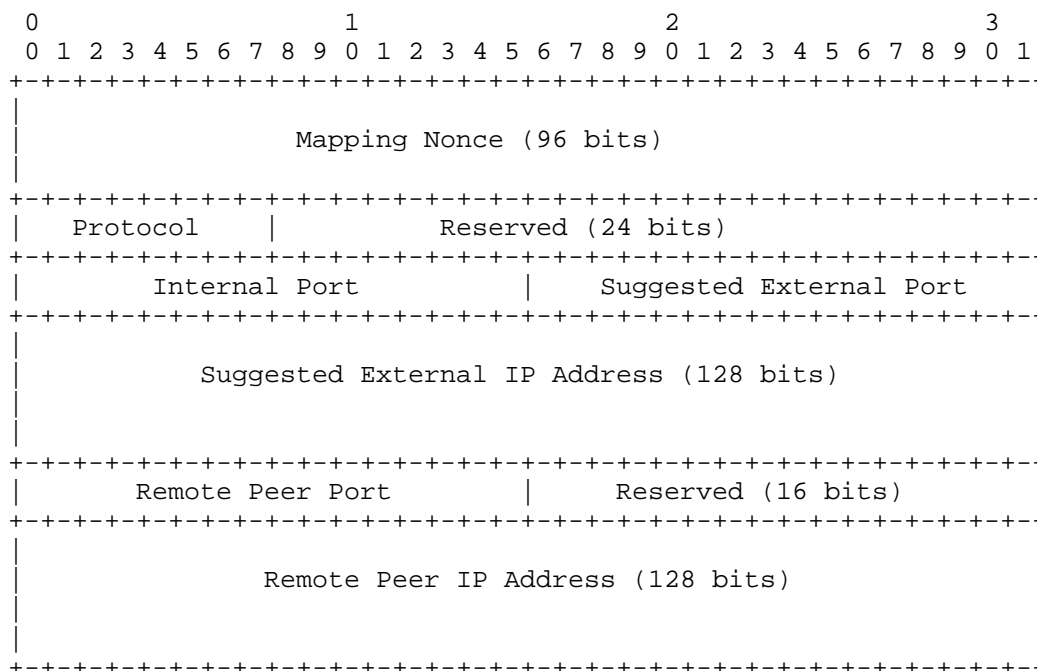 0                   1                   2                   3
0 1 2 3 4 5 6 7 8 9 0 1 2 3 4 5 6 7 8 9 0 1 2 3 4 5 6 7 8 9 0 1
+-+-+-+-+-+-+-+-+-+-+-+-+-+-+-+-+-+-+-+-+-+-+-+-+-+-+-+-+-+-+-+-
|
|                 Mapping Nonce (96 bits)
|
+-+-+-+-+-+-+-+-+-+-+-+-+-+-+-+-+-+-+-+-+-+-+-+-+-+-+-+-+-+-+-+-
|   Protocol    |          Reserved (24 bits)
+-+-+-+-+-+-+-+-+-+-+-+-+-+-+-+-+-+-+-+-+-+-+-+-+-+-+-+-+-+-+-+-
|        Internal Port          |    Suggested External Port
+-+-+-+-+-+-+-+-+-+-+-+-+-+-+-+-+-+-+-+-+-+-+-+-+-+-+-+-+-+-+-+-
|
|           Suggested External IP Address (128 bits)
|
|
+-+-+-+-+-+-+-+-+-+-+-+-+-+-+-+-+-+-+-+-+-+-+-+-+-+-+-+-+-+-+-+-
|       Remote Peer Port        |     Reserved (16 bits)
+-+-+-+-+-+-+-+-+-+-+-+-+-+-+-+-+-+-+-+-+-+-+-+-+-+-+-+-+-+-+-+-
|
|               Remote Peer IP Address (128 bits)
|
|
+-+-+-+-+-+-+-+-+-+-+-+-+-+-+-+-+-+-+-+-+-+-+-+-+-+-+-+-+-+-+-+-